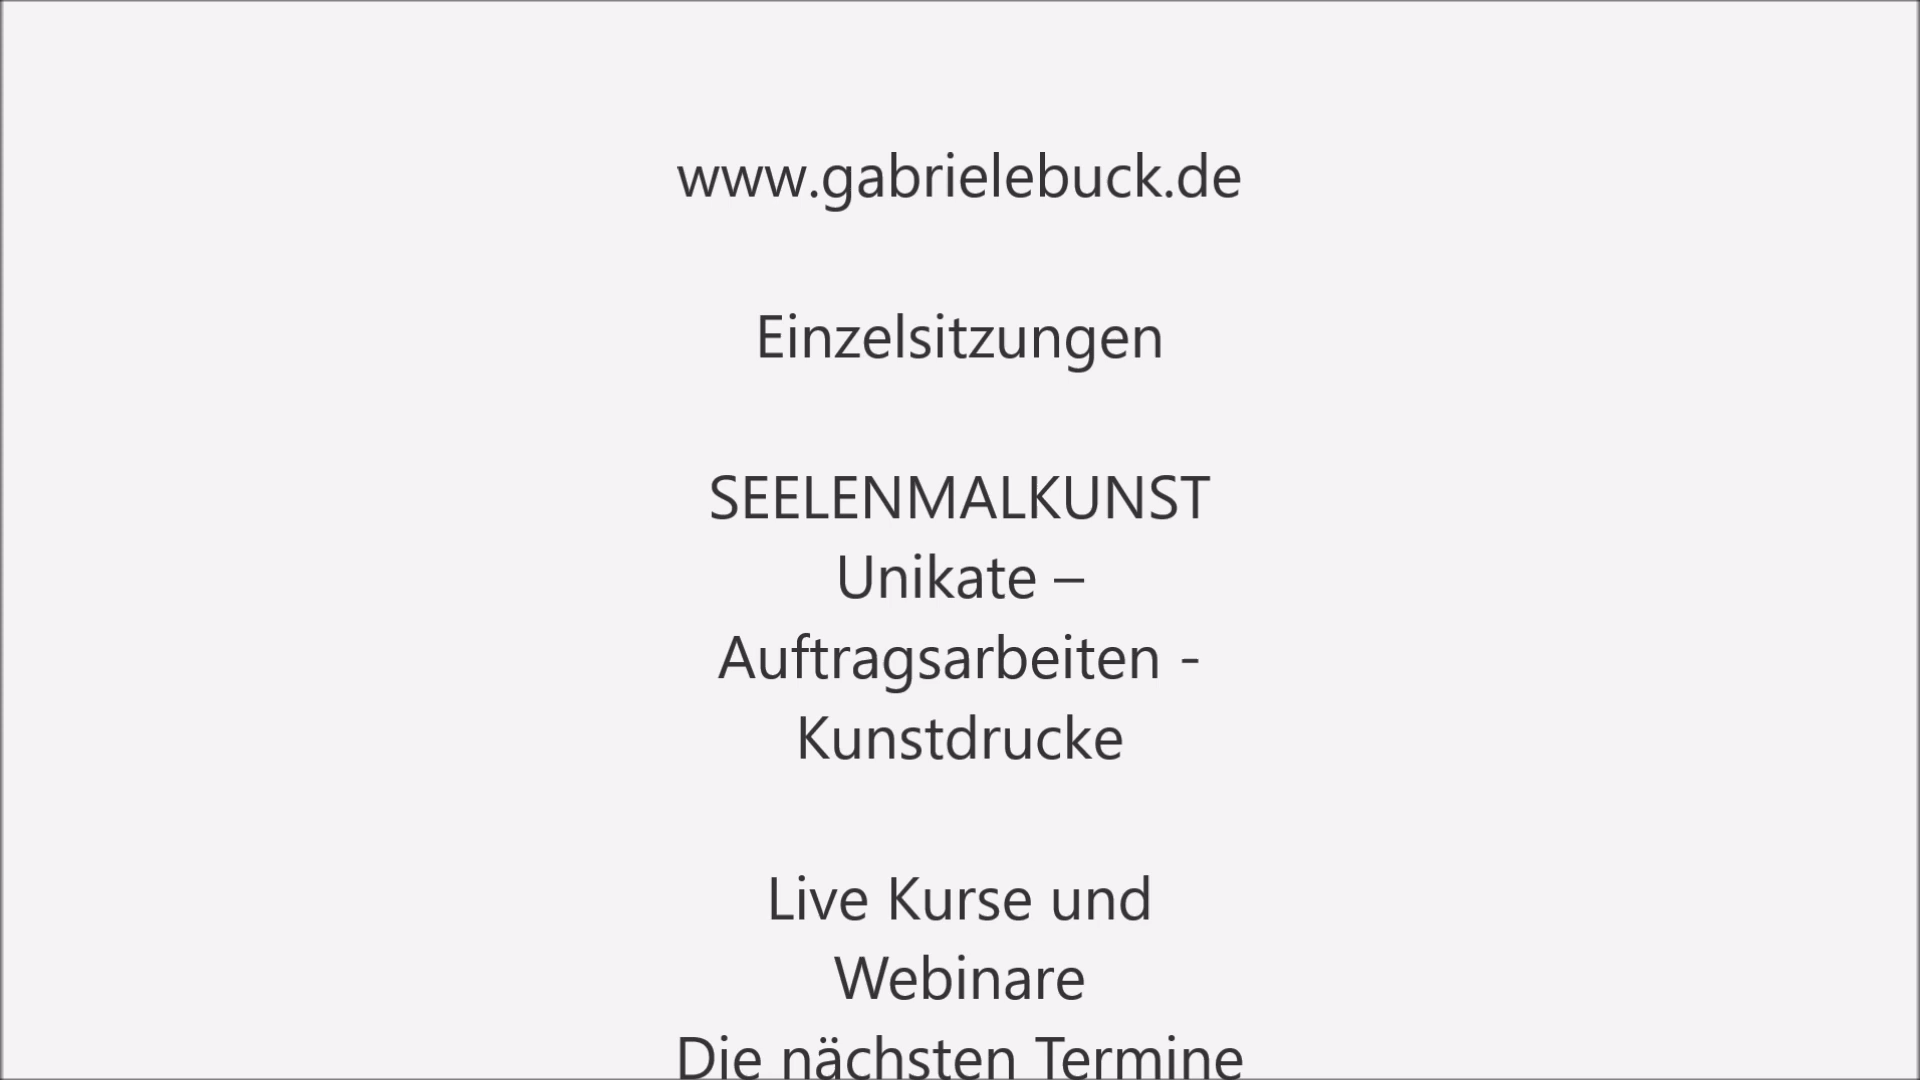 www.gabrielebuck.de
Einzelsitzungen
SEELENMALKUNST
Unikate –
Auftragsarbeiten -
Kunstdrucke
Live Kurse und
Webinare
Die nächsten Termine